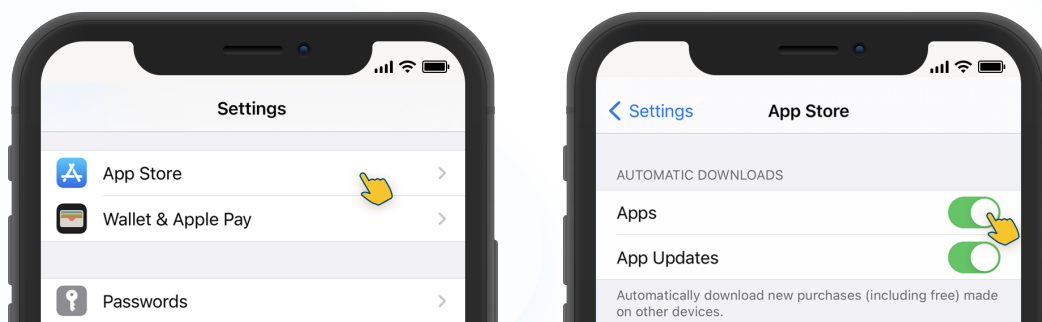 Settings
App Store
Wallet & Apple Pay
Passwords
Settings
App Store
AUTOMATIC DOWNLOADS
Apps
App Updates
Automatically download new purchases (including free) made
on other devices.